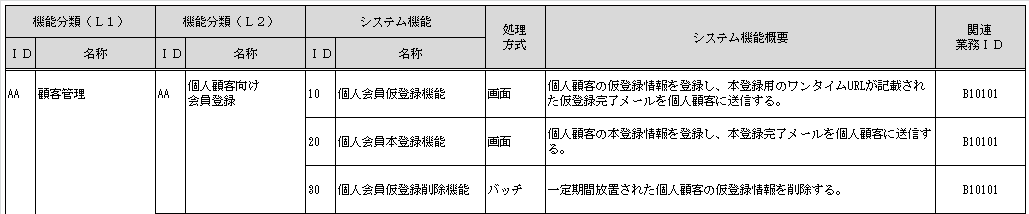 機能分類(L1) 機能分類(L2) システム機能 処理方式 システム機能概要 関連業務ID
ID 名称 ID 名称 ID 名称
AA 顧客管理 AA 個人顧客向け
会員登録
10 個人会員仮登録機能 画面 個人顧客の仮登録情報を登録し、本登録用のワンタイムURLが記載され
た仮登録完了メールを個人顧客に送信する。 B10101
20 個人会員本登録機能 画面 個人顧客の本登録情報を登録し、本登録完了メールを個人顧客に送信す
る。 B10101
30 個人会員仮登録削除機能 バッチ 一定期間放置された個人顧客の仮登録情報を削除する。 B10101